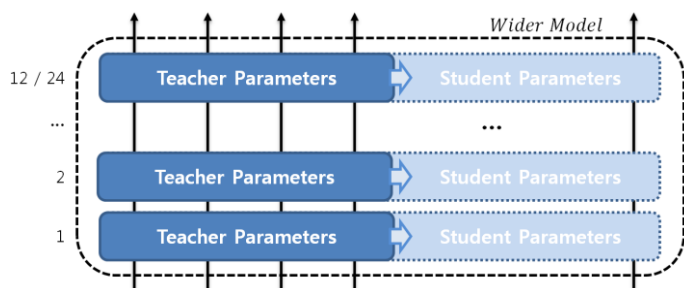 Wider Model
12 / 24 Teacher Parameters Student Parameters
... ...
2 Teacher Parameters Student Parameters
1 Teacher Parameters Student Parameters